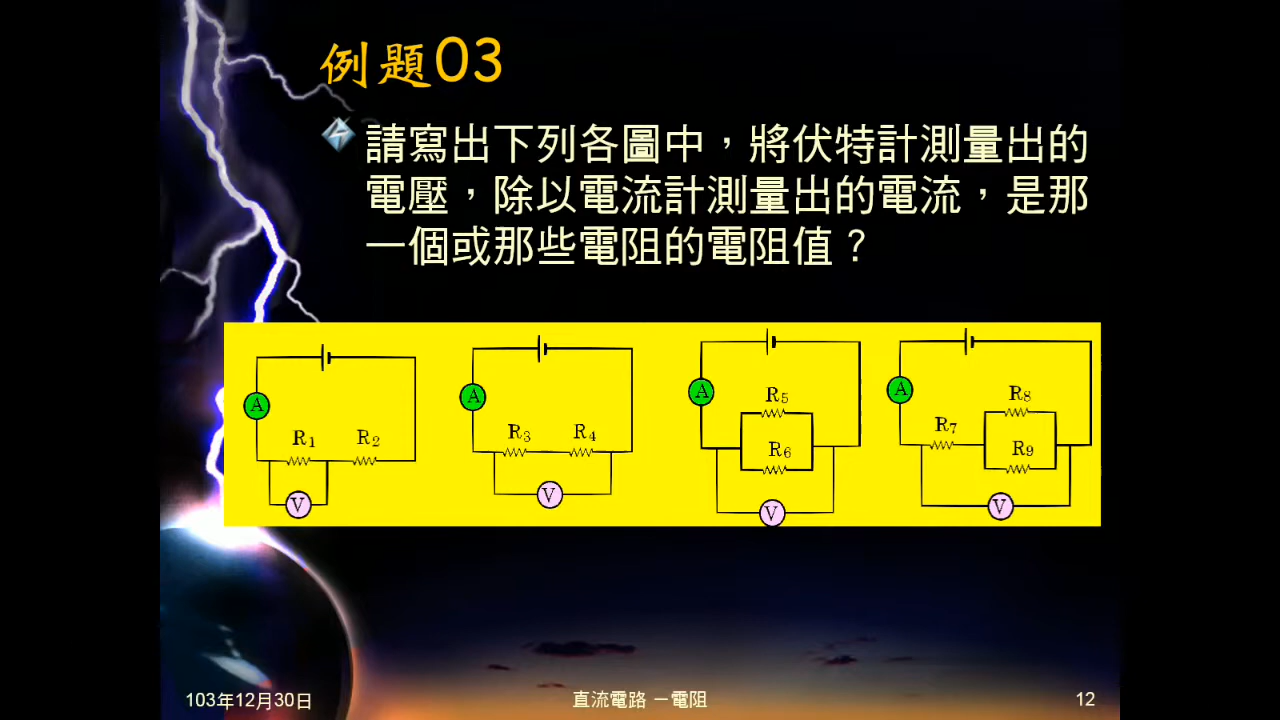 例題03
請寫出下列各圖中，將伏特計測量出的
電壓，除以電流計測量出的電流，是那
一個或那些電阻的電阻值？
A
R1
R2
V
A
R3
R4
V
A
R5
R6
V
A
R7
R8
R9
V
103年12月30日
直流電路 －電阻
12